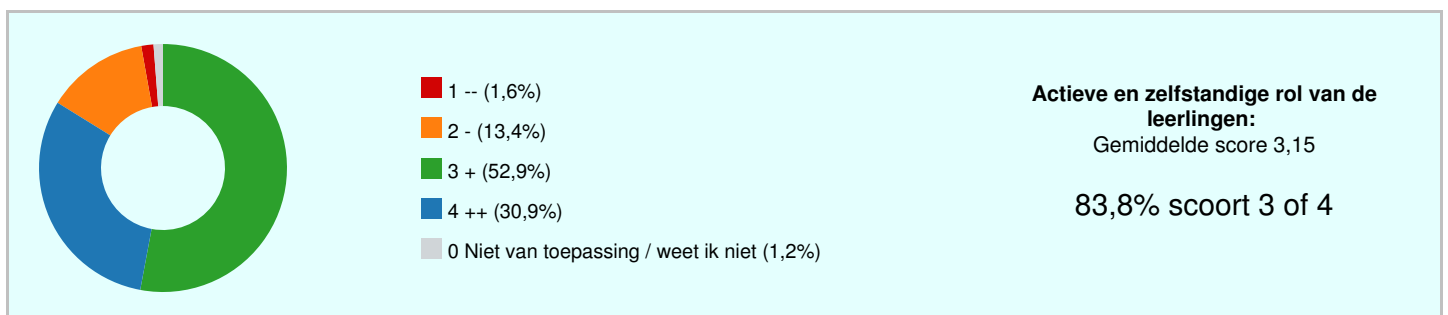 1 -- (1,6%)
2 - (13,4%)
3 + (52,9%)
4 ++ (30,9%)
0 Niet van toepassing / weet ik niet (1,2%)
Actieve en zelfstandige rol van de
leerlingen:
Gemiddelde score 3,15
83,8% scoort 3 of 4